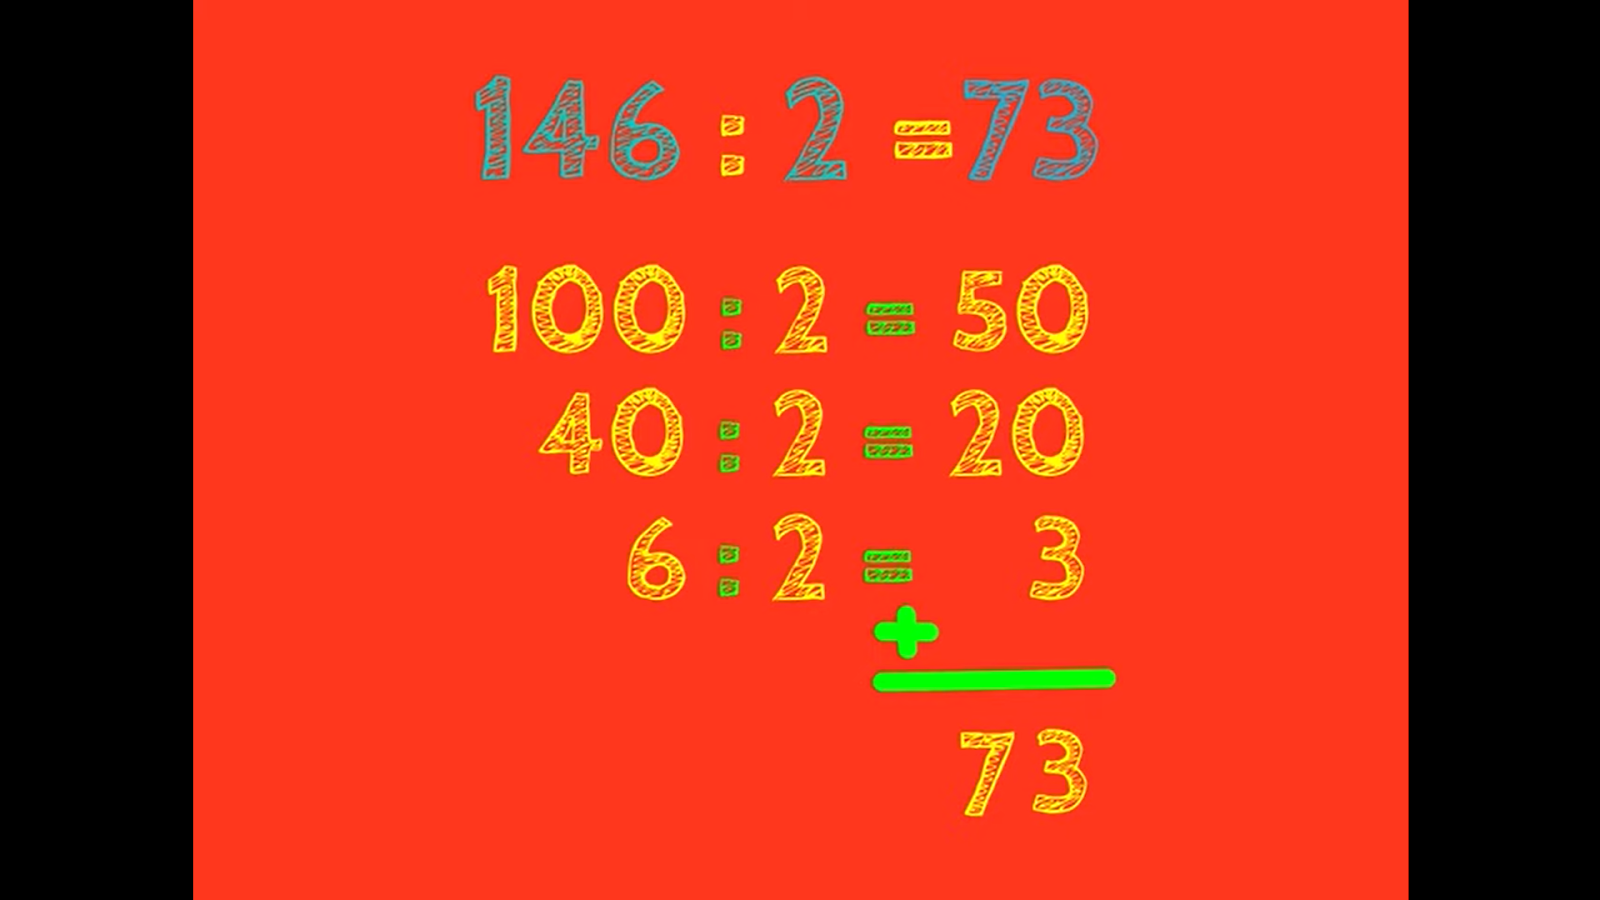 146 : 2 = 73
100 : 2 = 50
40 : 2 = 20
6 : 2 = 3
+
73